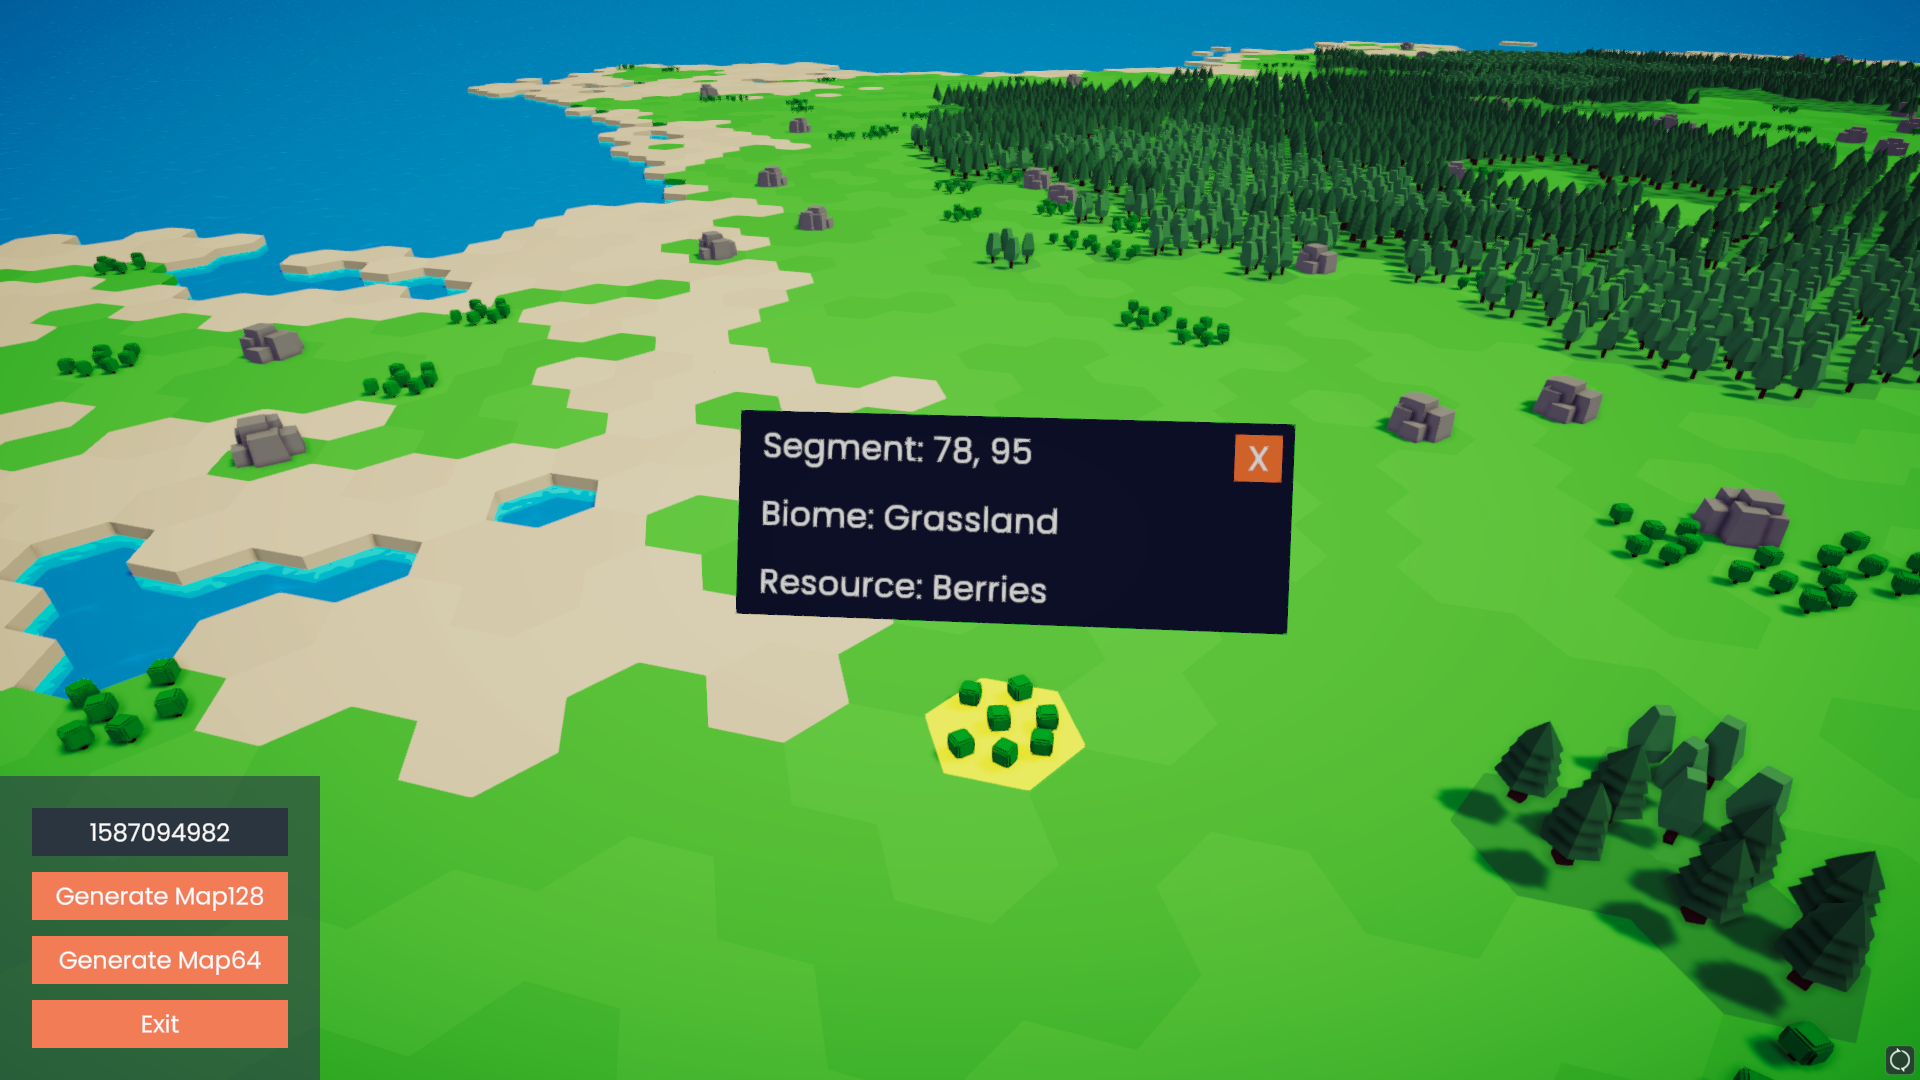 Segment: 78, 95
X
Biome: Grassland
Resource: Berries
1587094982
Generate Map128
Generate Map64
Exit